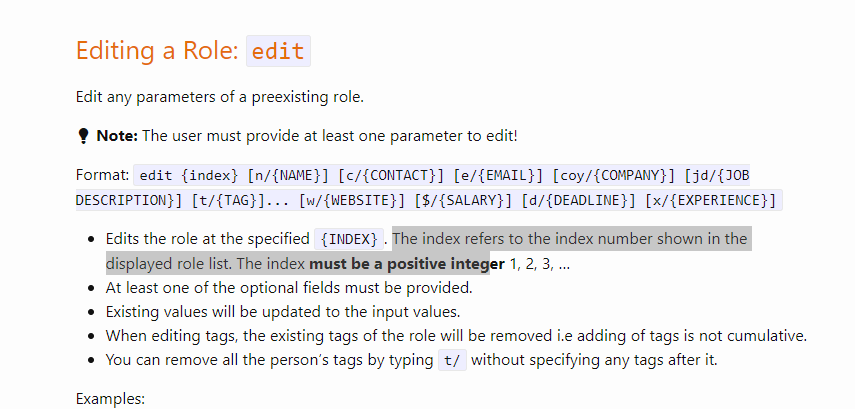 Editing a Role: edit
Edit any parameters of a preexisting role.
Note: The user must provide at least one parameter to edit!
Format: edit {index} [n/{NAME}] [c/{CONTACT}] [e/{EMAIL}] [coy/{COMPANY}] [jd/{JOB
DESCRIPTION}] [t/{TAG}]... [w/{WEBSITE}] [$/{SALARY}] [d/{DEADLINE}] [x/{EXPERIENCE}]
• Edits the role at the specified {INDEX}. The index refers to the index number shown in the
displayed role list. The index must be a positive integer 1, 2, 3, …
• At least one of the optional fields must be provided.
• Existing values will be updated to the input values.
• When editing tags, the existing tags of the role will be removed i.e adding of tags is not cumulative.
• You can remove all the person’s tags by typing t/ without specifying any tags after it.
Examples: